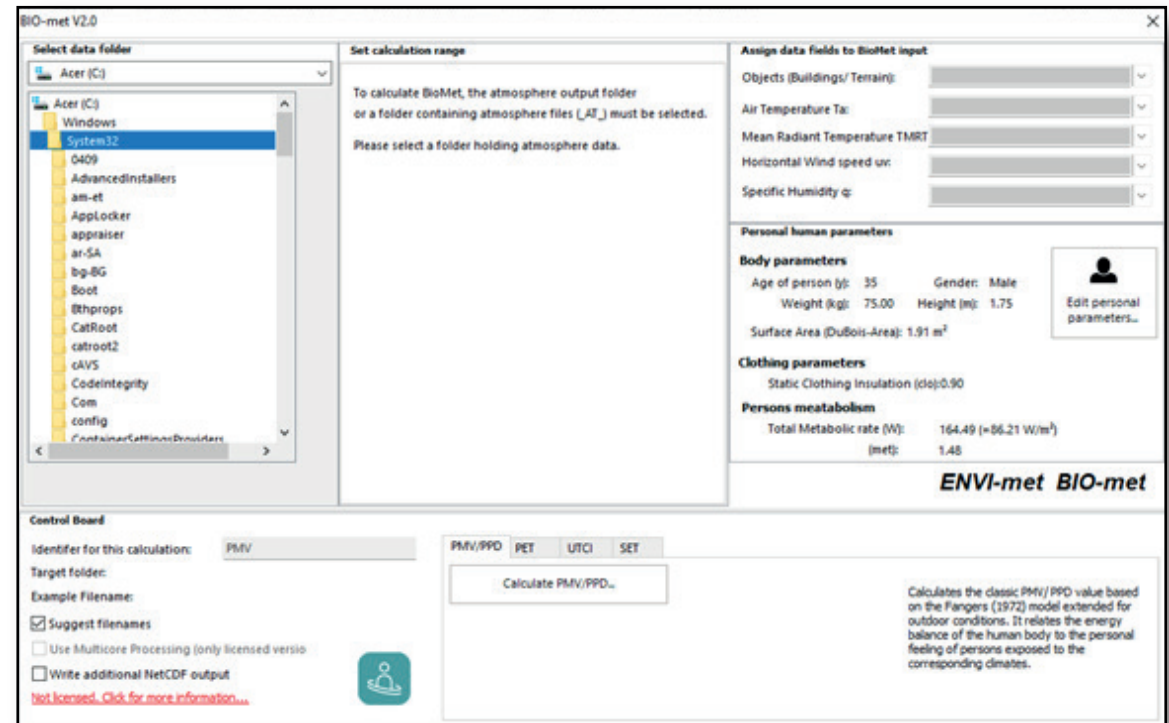 BIO-met V2.0
Select data folder
Acer (C:)
Acer (C:)
Windows
System32
0409
AdvancedInstallers
am-et
AppLocker
appraiser
ar-SA
bg-BG
Boot
Bthprops
CatRoot
catroot2
cAVS
CodeIntegrity
Com
config
ContainerSettingsProviders
Set calculation range
To calculate BioMet, the atmosphere output folder
or a folder containing atmosphere files (_AT_) must be selected.
Please select a folder holding atmosphere data.
Assign data fields to BioMet input
Objects (Buildings/ Terrain):
Air Temperature Ta:
Mean Radiant Temperature TMRT
Horizontal Wind speed uv:
Specific Humidity q:
Personal human parameters
Body parameters
Age of person (y): 35 Gender: Male
Weight (kg): 75.00 Height (m): 1.75
Surface Area (DuBois-Area): 1.91 m²
Edit personal
parameters...
Clothing parameters
Static Clothing Insulation (clo):0.90
Persons meatabolism
Total Metabolic rate (W): 164.49 (=86.21 W/m²)
(met): 1.48
ENVI-met BIO-met
Control Board
Identifer for this calculation: PMV
Target folder:
Example Filename:
Suggest filenames
Use Multicore Processing (only licensed versio
Write additional NetCDF output
Not licensed. Click for more information....
PMV/PPD PET UTCI SET
Calculate PMV/PPD...
Calculates the classic PMV/ PPD value based
on the Fangers (1972) model extended for
outdoor conditions. It relates the energy
balance of the human body to the personal
feeling of persons exposed to the
corresponding climates.